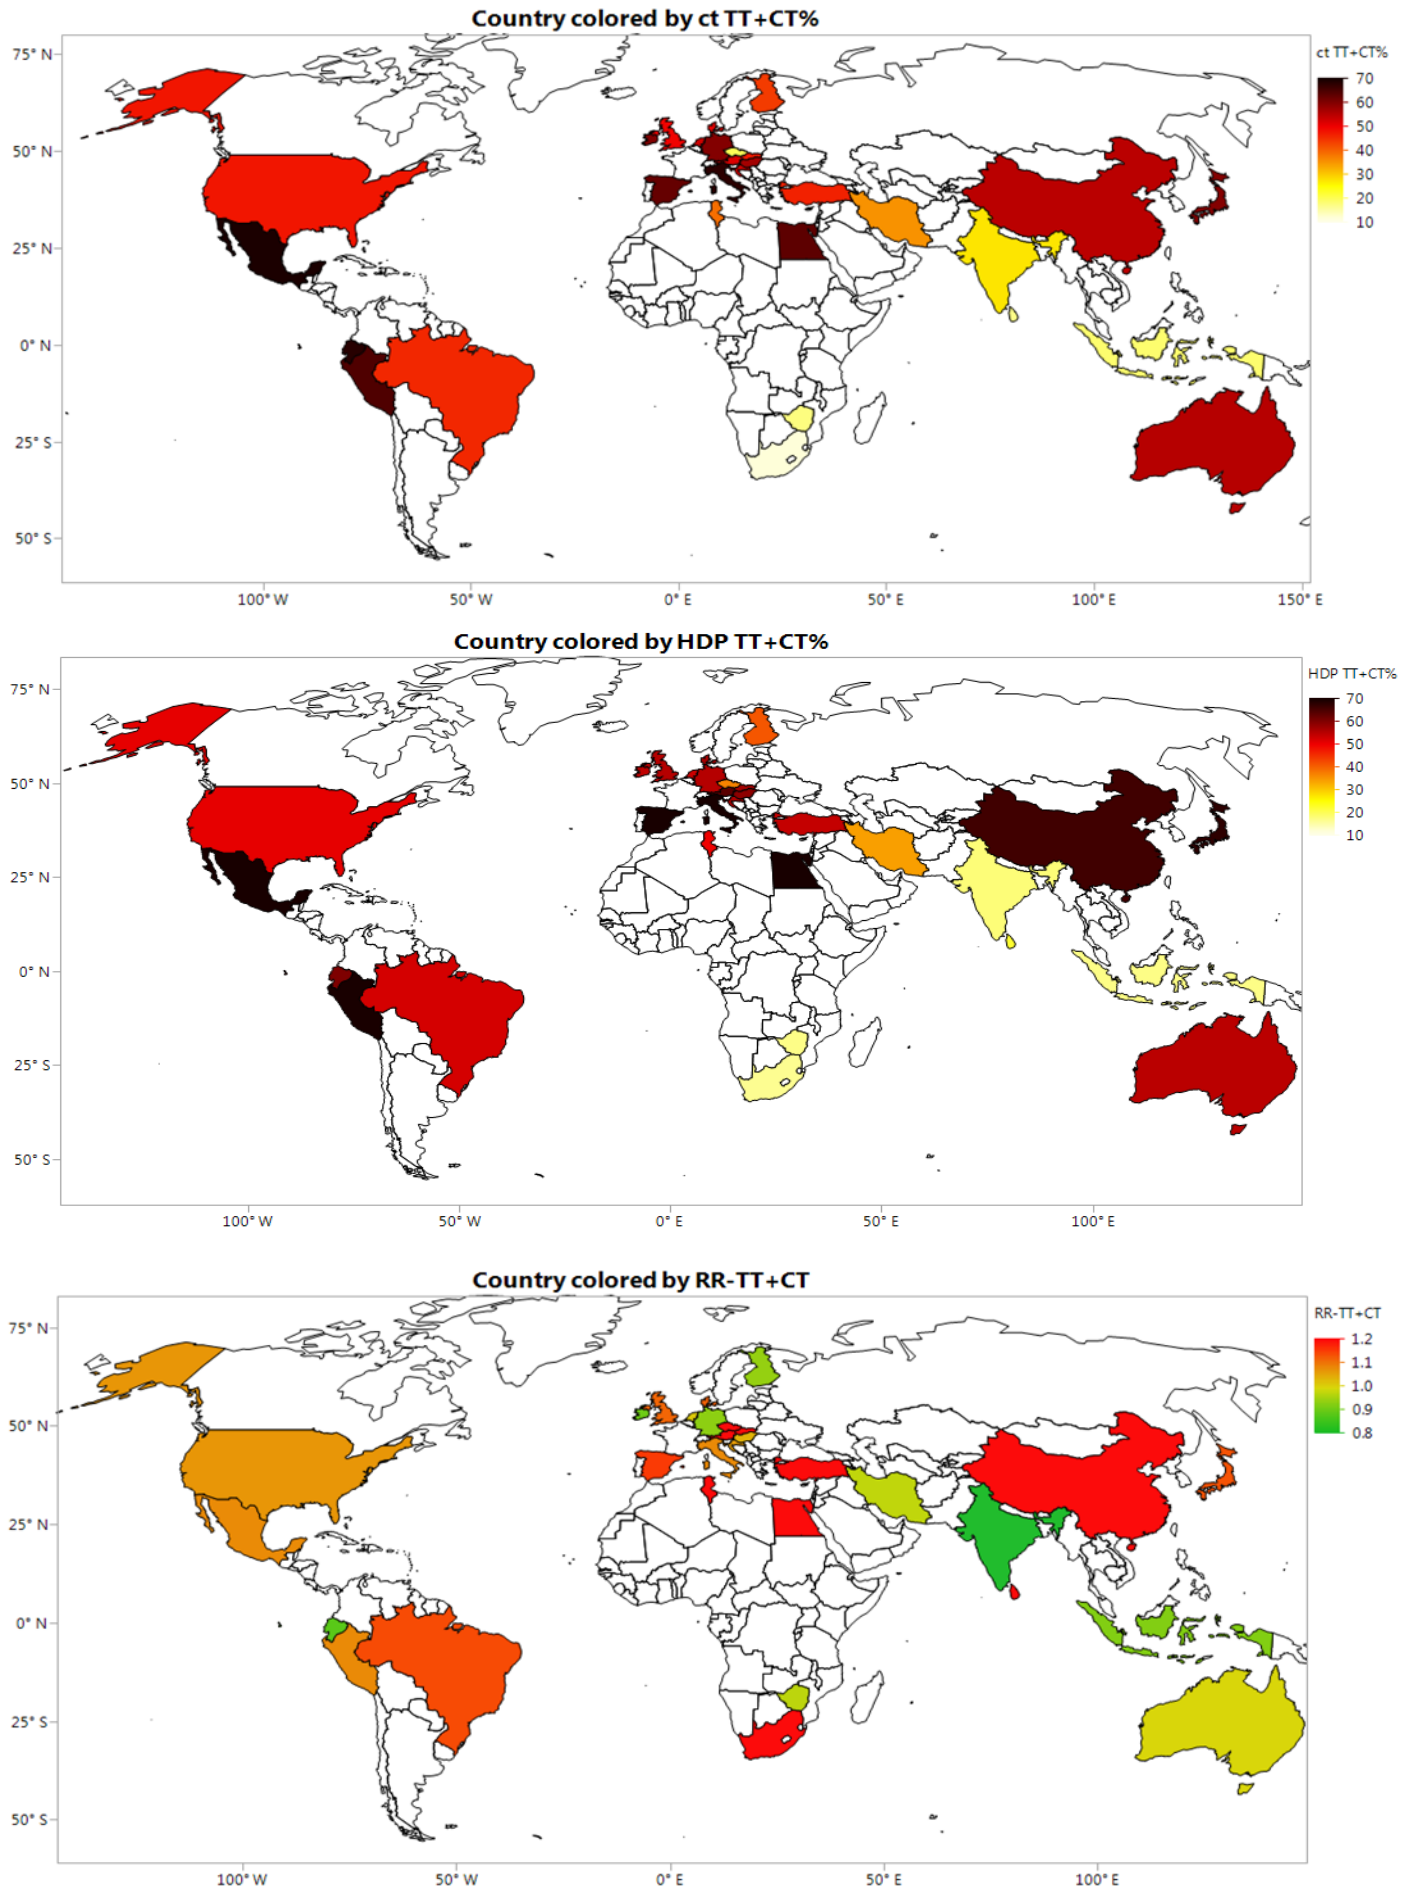 Country colored by ct TT+CT%
ct TT+CT%
75° N
50° N
25° N
0° N
25° S
50° S
70
60
50
40
30
20
10
100° W
50° W
0° E
50° E
100° E
150° E
Country colored by HDP TT+CT%
HDP TT+CT%
75° N
50° N
25° N
0° N
25° S
50° S
70
60
50
40
30
20
10
100° W
50° W
0° E
50° E
100° E
Country colored by RR-TT+CT
RR-TT+CT
75° N
50° N
25° N
0° N
25° S
50° S
1.2
1.1
1.0
0.9
0.8
100° W
50° W
0° E
50° E
100° E